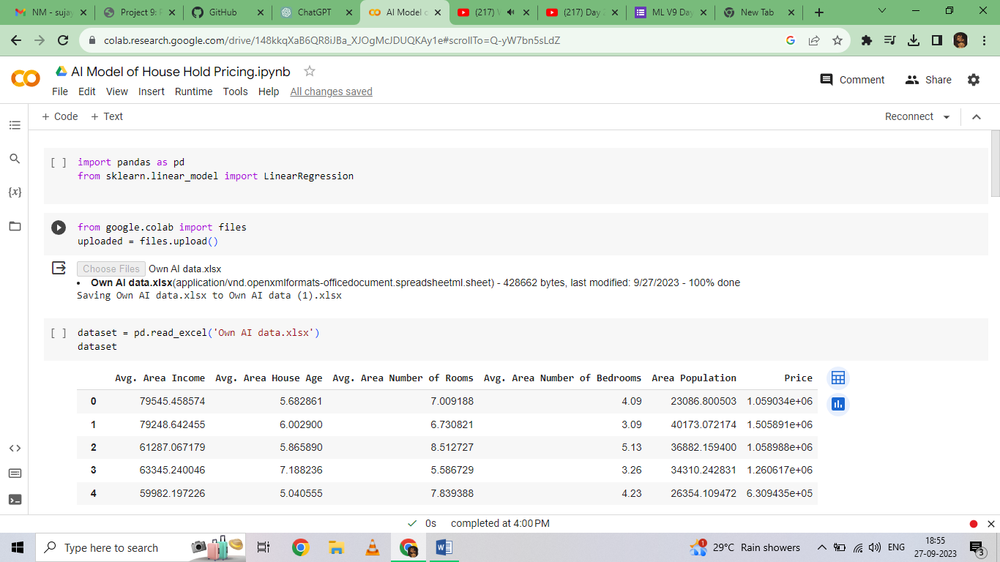 NM - suja
Project 9: P
GitHub
ChatGPT
AI Model o
(217)
(217) Day
ML V9 Day
New Tab
colab.research.google.com/drive/148kkqXaB6QR8iJBa_XJOgMcJDUQKAy1e#scrollTo=Q-yW7bn5sLdZ
AI Model of House Hold Pricing.ipynb
File Edit View Insert Runtime Tools Help All changes saved
Comment Share
+ Code + Text
Reconnect
[ ] import pandas as pd
from sklearn.linear_model import LinearRegression
{x}
from google.colab import files
uploaded = files.upload()
Choose Files Own AI data.xlsx
• Own AI data.xlsx(application/vnd.openxmlformats-officedocument.spreadsheetml.sheet) - 428662 bytes, last modified: 9/27/2023 - 100% done
Saving Own AI data.xlsx to Own AI data (1).xlsx
[ ] dataset = pd.read_excel('Own AI data.xlsx')
dataset
Avg. Area Income Avg. Area House Age Avg. Area Number of Rooms Avg. Area Number of Bedrooms Area Population Price
0 79545.458574 5.682861 7.009188 4.09 23086.800503 1.059034e+06
1 79248.642455 6.002900 6.730821 3.09 40173.072174 1.505891e+06
2 61287.067179 5.865890 8.512727 5.13 36882.159400 1.058988e+06
3 63345.240046 7.188236 5.586729 3.26 34310.242831 1.260617e+06
4 59982.197226 5.040555 7.839388 4.23 26354.109472 6.309435e+05
0s completed at 4:00 PM
Type here to search
1
29°C Rain showers
ENG
18:55
27-09-2023
3